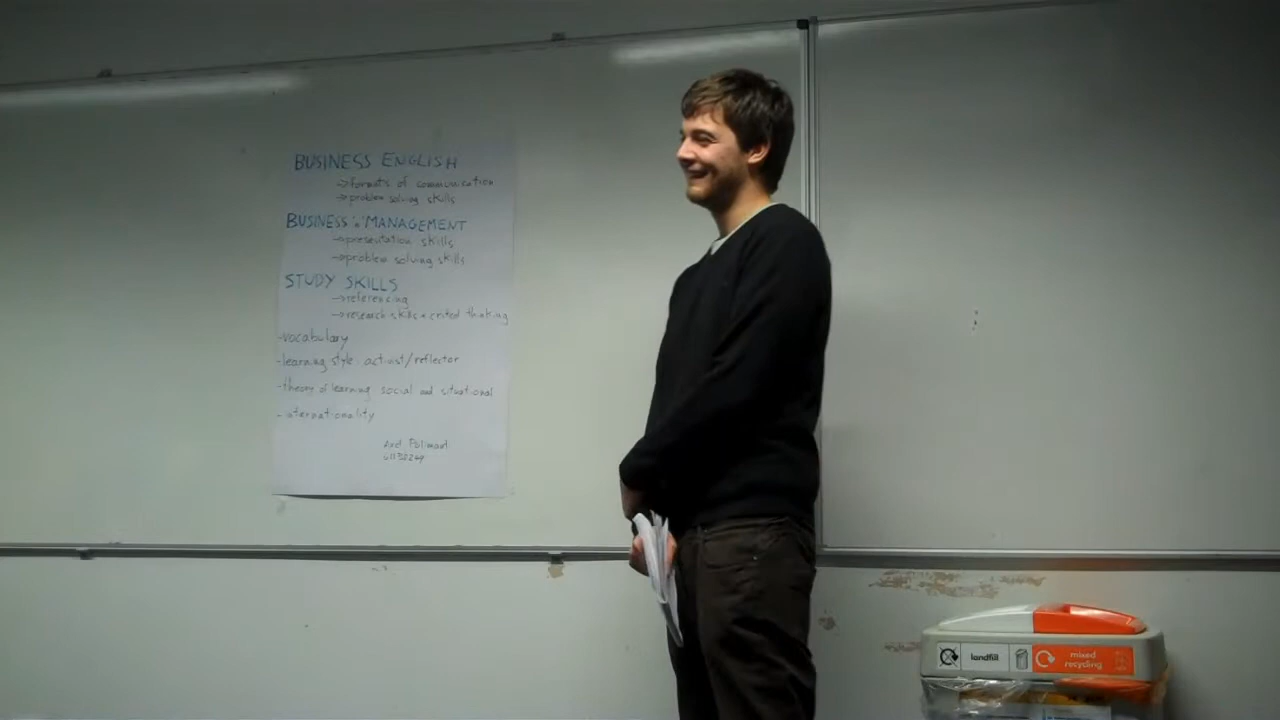 BUSINESS ENGLISH
→formats of communication
→problem solving skills
BUSINESS MANAGEMENT
→presentation skills
→problem solving skills
STUDY SKILLS
→referencing
→research skills + critical thinking
-vocabulary
-learning style: activist/reflector
-theory of learning social and situational
-internationality
landfill
mixed
recycling